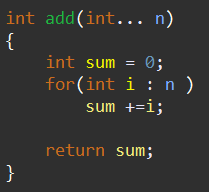 int add(int... n)
{
    int sum = 0;
    for(int i : n )
        sum +=i;

    return sum;
}